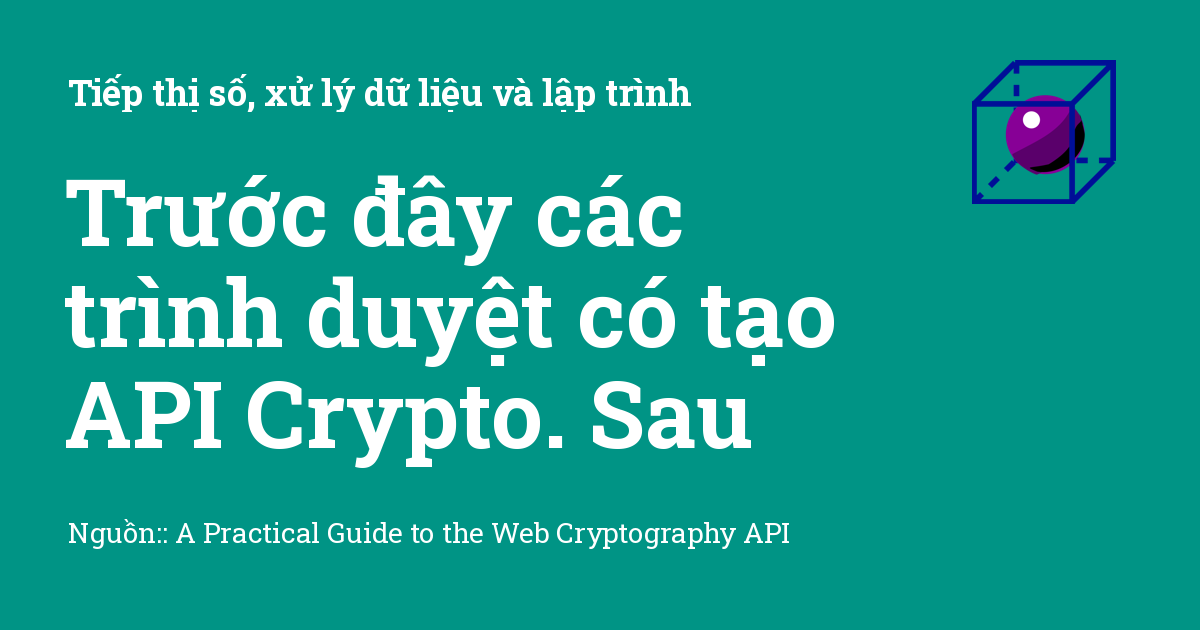 Tiếp thị số, xử lý dữ liệu và lập trình
Trước đây các
trình duyệt có tạo
API Crypto. Sau
Nguồn:: A Practical Guide to the Web Cryptography API